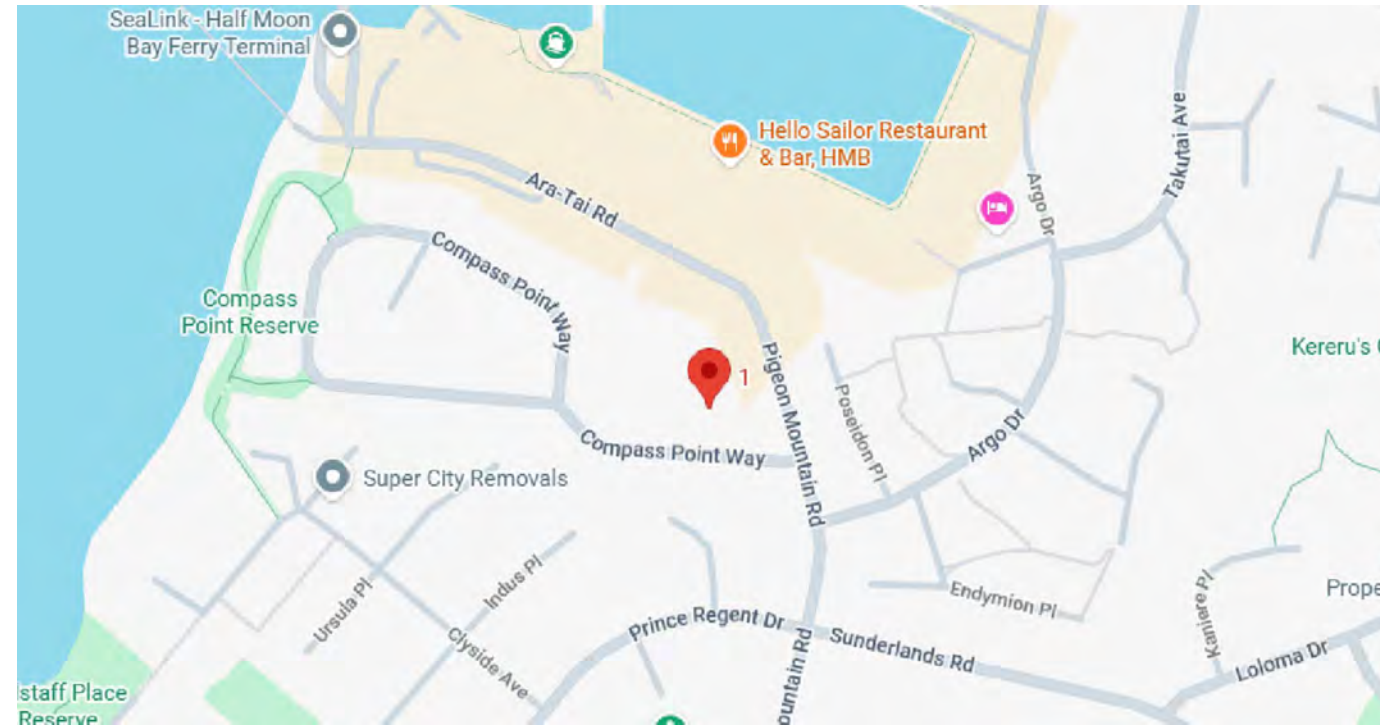 SeaLink - Half Moon
Bay Ferry Terminal
Hello Sailor Restaurant
& Bar, HMB
Takutai Ave
Argo Dr
Ara-Tai Rd
Compass Point Way
Compass
Point Reserve
Kereru's
1
Pigeon Mountain Rd
Poseidon Pl
Argo Dr
Compass Point Way
Super City Removals
Indus Pl
Ursula Pl
Endymion Pl
Kaniere Pl
Prope
Prince Regent Dr
Sunderlands Rd
Clyside Ave
Loloma Dr
ountain Rd
staff Place
Reserve